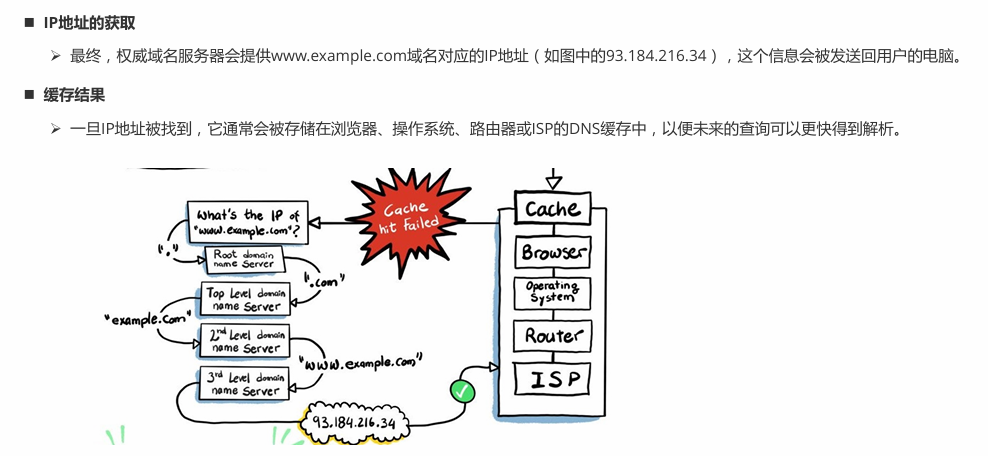 IP地址的获取
最终，权威域名服务器会提供www.example.com域名对应的IP地址（如图中的93.184.216.34），这个信息会被发送回用户的电脑。
缓存结果
一旦IP地址被找到，它通常会被存储在浏览器、操作系统、路由器或ISP的DNS缓存中，以便未来的查询可以更快得到解析。
Cache
hit Failed
What's the IP of
"www.example.com"?
"."
Root domain
name Server
".com"
Top Level domain
name Server
"example.com"
2nd Level domain
name Server
"www.example.com"
3rd Level domain
name Server
93.184.216.34
Cache
Browser
Operating
System
Router
ISP